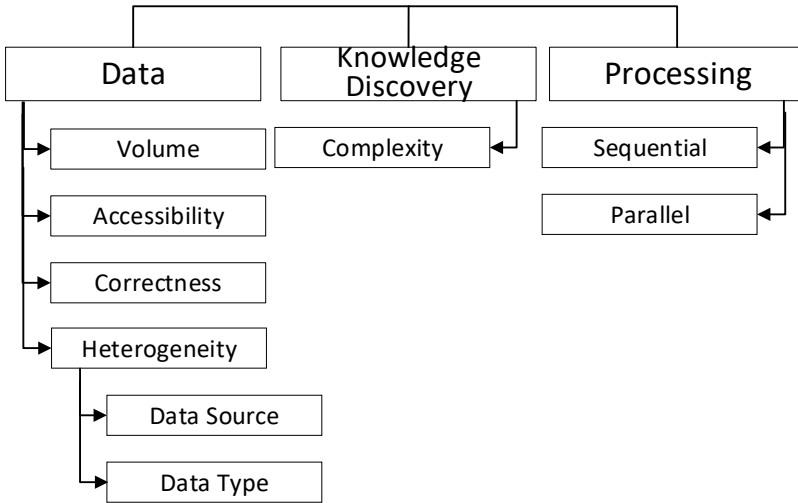 Data
Knowledge
Discovery
Processing
Volume
Complexity
Sequential
Accessibility
Parallel
Correctness
Heterogeneity
Data Source
Data Type